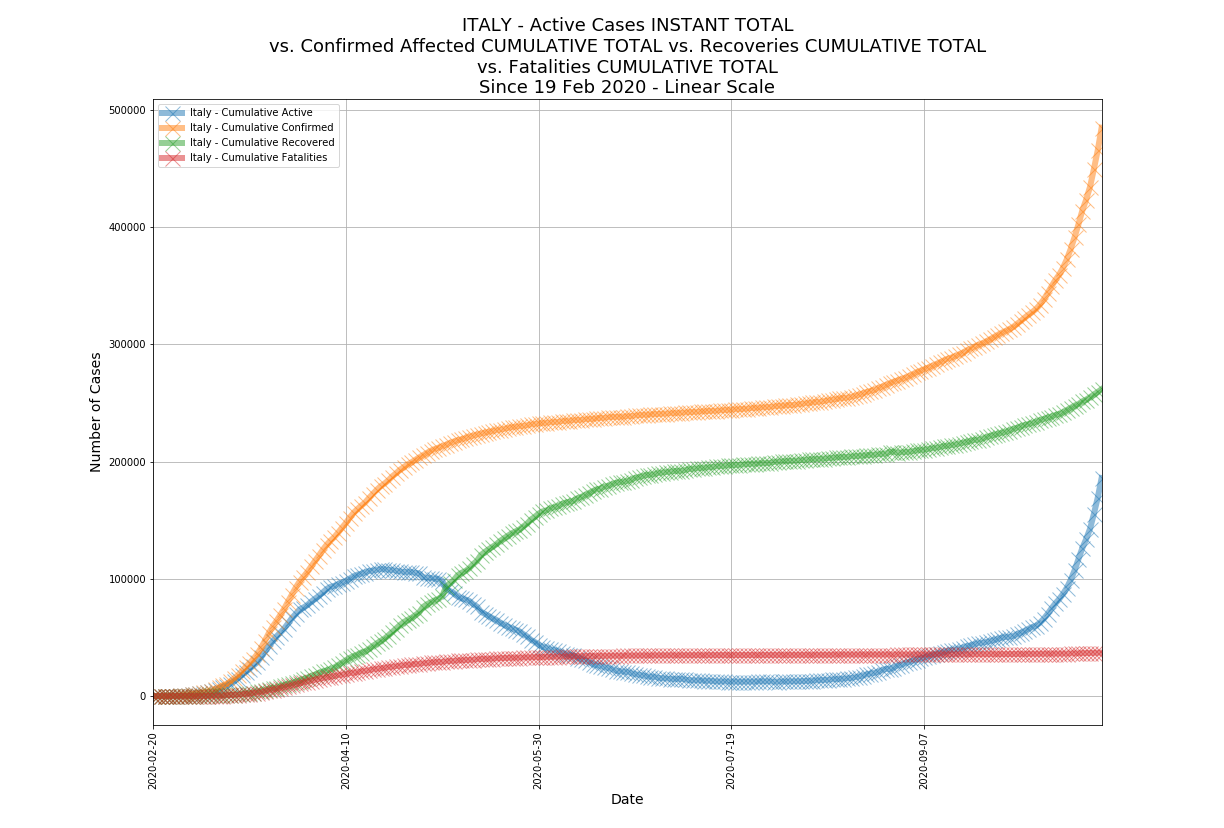 ITALY - Active Cases INSTANT TOTAL
vs. Confirmed Affected CUMULATIVE TOTAL vs. Recoveries CUMULATIVE TOTAL
vs. Fatalities CUMULATIVE TOTAL
Since 19 Feb 2020 - Linear Scale
Italy - Cumulative Active
Italy - Cumulative Confirmed
Italy - Cumulative Recovered
Italy - Cumulative Fatalities
500000
400000
300000
200000
100000
0
Number of Cases
2020-02-20
2020-04-10
2020-05-30
2020-07-19
2020-09-07
Date